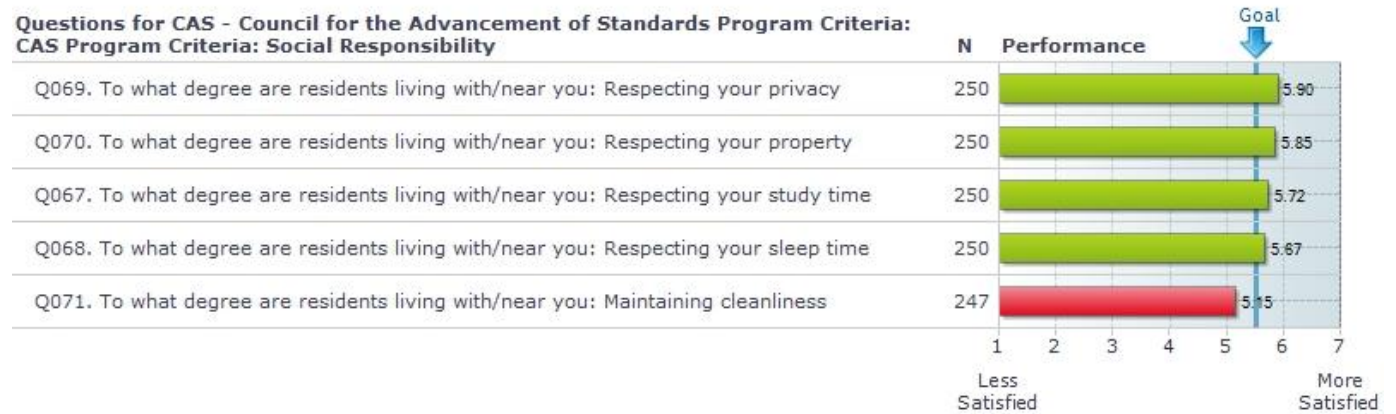 Questions for CAS - Council for the Advancement of Standards Program Criteria:
CAS Program Criteria: Social Responsibility
N
Performance
Goal
Q069. To what degree are residents living with/near you: Respecting your privacy 250 5.90
Q070. To what degree are residents living with/near you: Respecting your property 250 5.85
Q067. To what degree are residents living with/near you: Respecting your study time 250 5.72
Q068. To what degree are residents living with/near you: Respecting your sleep time 250 5.67
Q071. To what degree are residents living with/near you: Maintaining cleanliness 247 5.15
1 2 3 4 5 6 7
Less
Satisfied
More
Satisfied